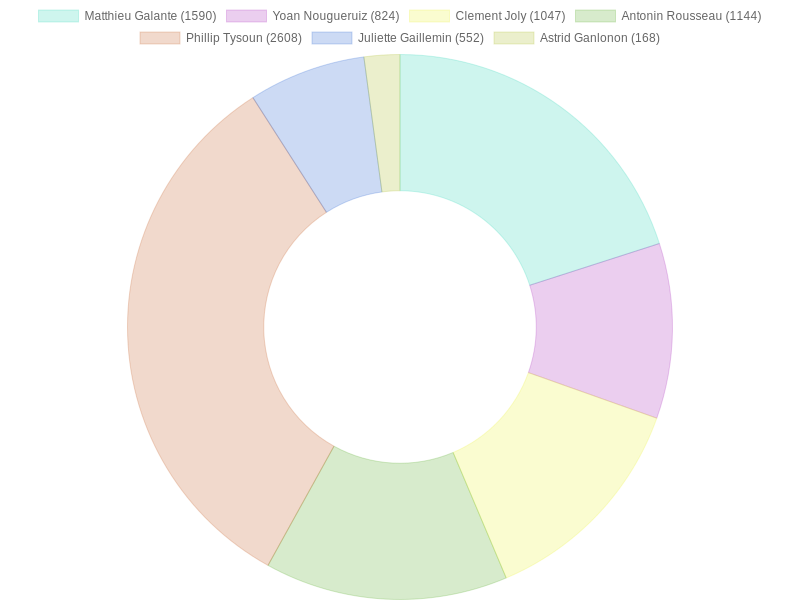 Matthieu Galante (1590) Yoan Nougueruiz (824) Clement Joly (1047) Antonin Rousseau (1144)
Phillip Tysoun (2608) Juliette Gaillemin (552) Astrid Ganlonon (168)